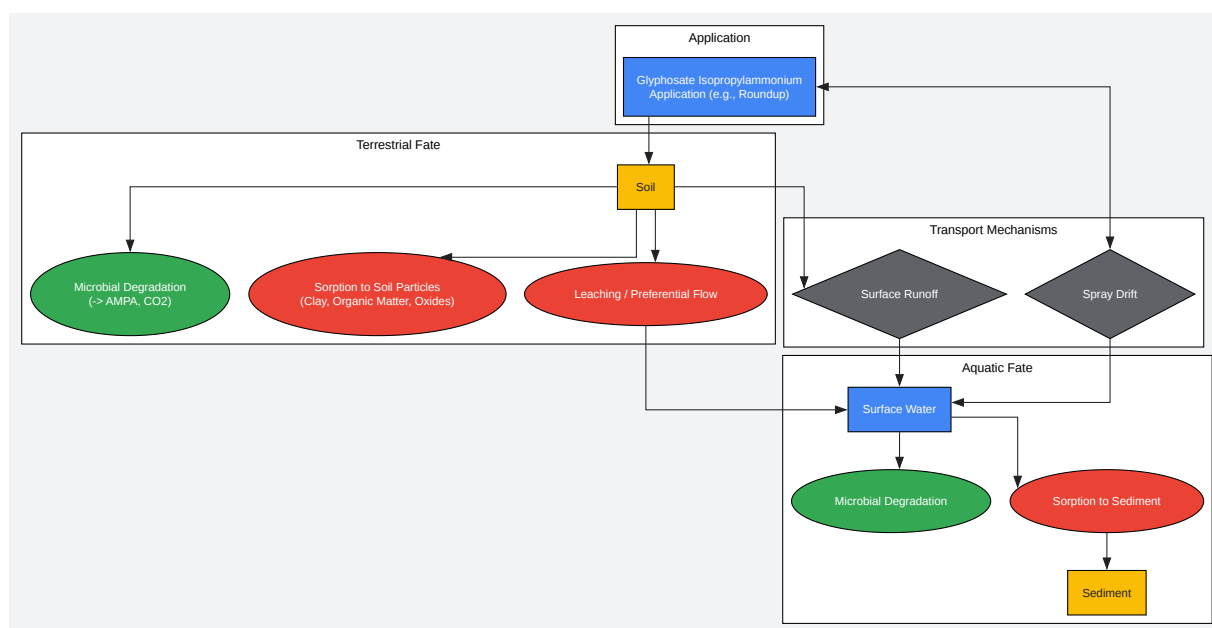 Application
Glyphosate Isopropylammonium
Application (e.g., Roundup)
Terrestrial Fate
Soil
Transport Mechanisms
Microbial Degradation
(-> AMPA, CO2)
Sorption to Soil Particles
(Clay, Organic Matter, Oxides)
Leaching / Preferential Flow
Surface Runoff
Spray Drift
Aquatic Fate
Surface Water
Microbial Degradation
Sorption to Sediment
Sediment